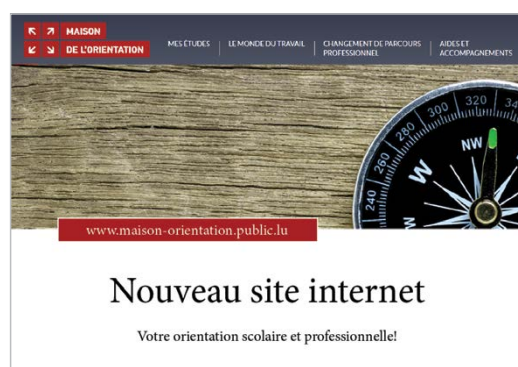 MAISON
DE L'ORIENTATION
MES ÉTUDES
LE MONDE DU TRAVAIL
CHANGEMENT DE PARCOURS
PROFESSIONNEL
AIDES ET
ACCOMPAGNEMENTS
300
320
34
280
260
240
NW
W
www.maison-orientation.public.lu
Nouveau site internet
Votre orientation scolaire et professionnelle!